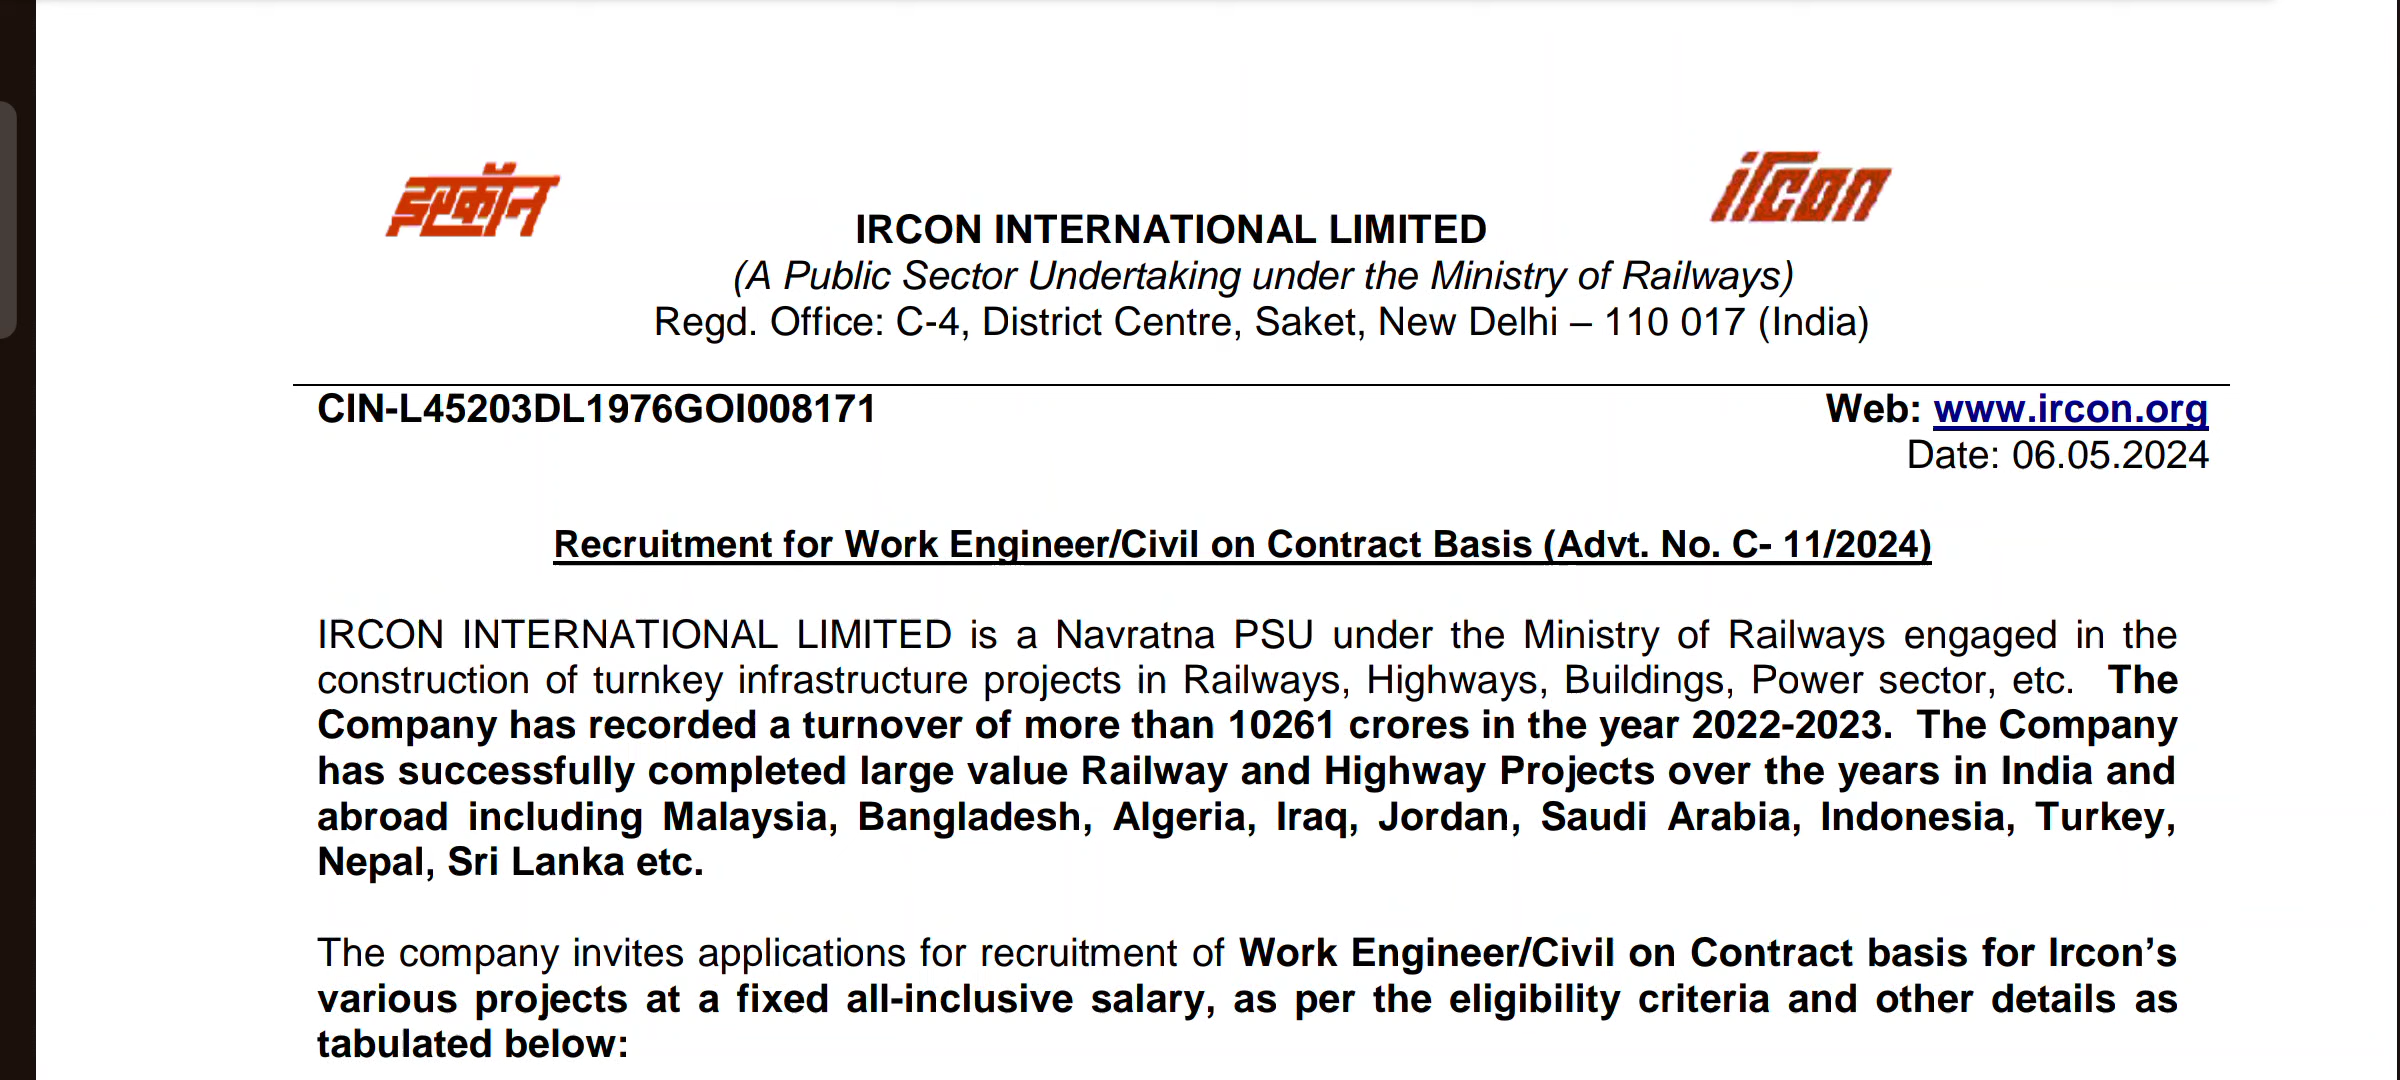 इरकॉन
ircon
IRCON INTERNATIONAL LIMITED
(A Public Sector Undertaking under the Ministry of Railways)
Regd. Office: C-4, District Centre, Saket, New Delhi – 110 017 (India)
CIN-L45203DL1976GOI008171
Web: www.ircon.org
Date: 06.05.2024
Recruitment for Work Engineer/Civil on Contract Basis (Advt. No. C- 11/2024)
IRCON INTERNATIONAL LIMITED is a Navratna PSU under the Ministry of Railways engaged in the
construction of turnkey infrastructure projects in Railways, Highways, Buildings, Power sector, etc. The
Company has recorded a turnover of more than 10261 crores in the year 2022-2023. The Company
has successfully completed large value Railway and Highway Projects over the years in India and
abroad including Malaysia, Bangladesh, Algeria, Iraq, Jordan, Saudi Arabia, Indonesia, Turkey,
Nepal, Sri Lanka etc.
The company invites applications for recruitment of Work Engineer/Civil on Contract basis for Ircon’s
various projects at a fixed all-inclusive salary, as per the eligibility criteria and other details as
tabulated below: